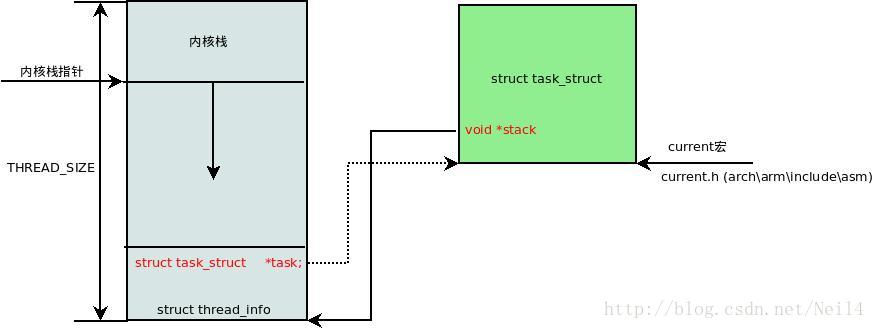 内核栈
内核栈指针
THREAD_SIZE
struct task_struct *task;
struct thread_info
struct task_struct
void *stack
current宏
current.h (arch\arm\include\asm)
http://blog.csdn.net/Neil4